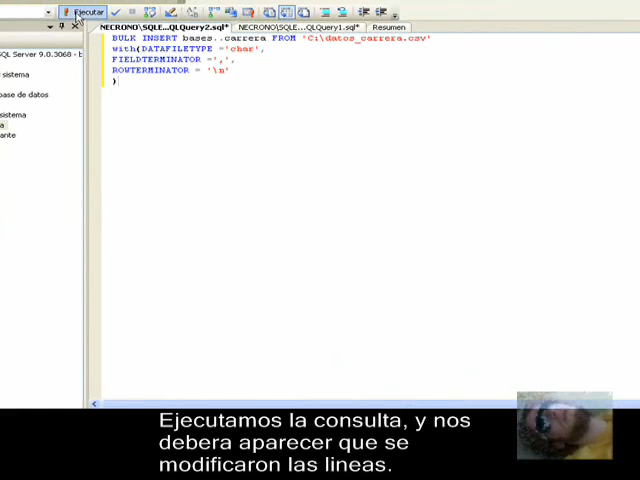 Ejecutar
NECRONO\SQLE...QLQuery2.sql* NECRONO\SQLE...QLQuery1.sql* Resumen
SQL Server 9.0.3068 - b
sistema
base de datos
sistema
a
ante
BULK INSERT bases..carrera FROM 'C:\datos_carrera.csv'
with(DATAFILETYPE ='char',
FIELDTERMINATOR =',',
ROWTERMINATOR = '\n'
)
Ejecutamos la consulta, y nos
debera aparecer que se
modificaron las lineas.